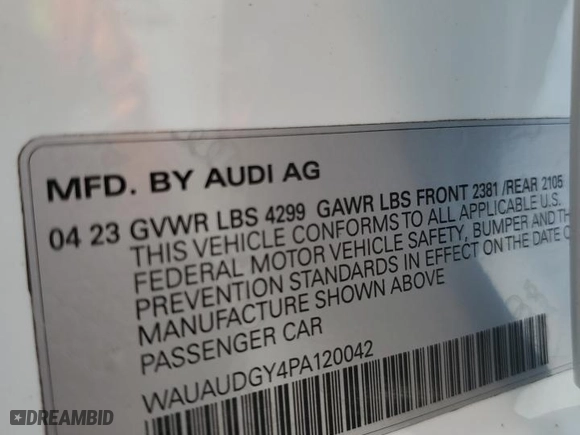 MFD. BY AUDI AG
04 23 GVWR LBS 4299 GAWR LBS FRONT 2381 /REAR 2105
THIS VEHICLE CONFORMS TO ALL APPLICABLE U.S.
FEDERAL MOTOR VEHICLE SAFETY, BUMPER AND
PREVENTION STANDARDS IN EFFECT ON THE DATE
MANUFACTURE SHOWN ABOVE
PASSENGER CAR
WAUAUDGY4PA120042
DREAMBID